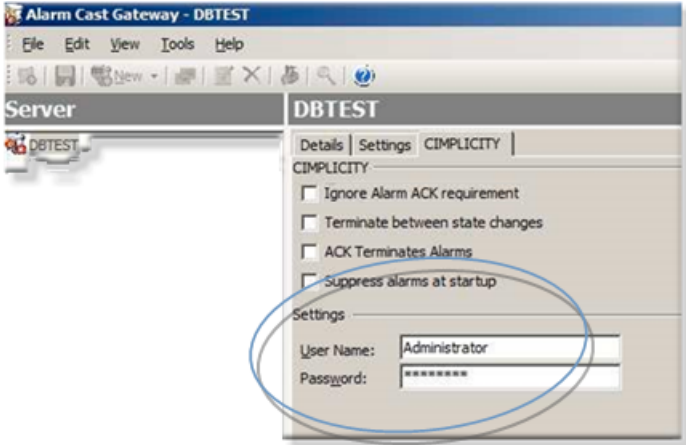 Alarm Cast Gateway - DBTEST
File Edit View Tools Help
New
Server
DBTEST
DBTEST
Details Settings CIMPLICITY
CIMPLICITY
Ignore Alarm ACK requirement
Terminate between state changes
ACK Terminates Alarms
Suppress alarms at startup
Settings
User Name: Administrator
Password: ********